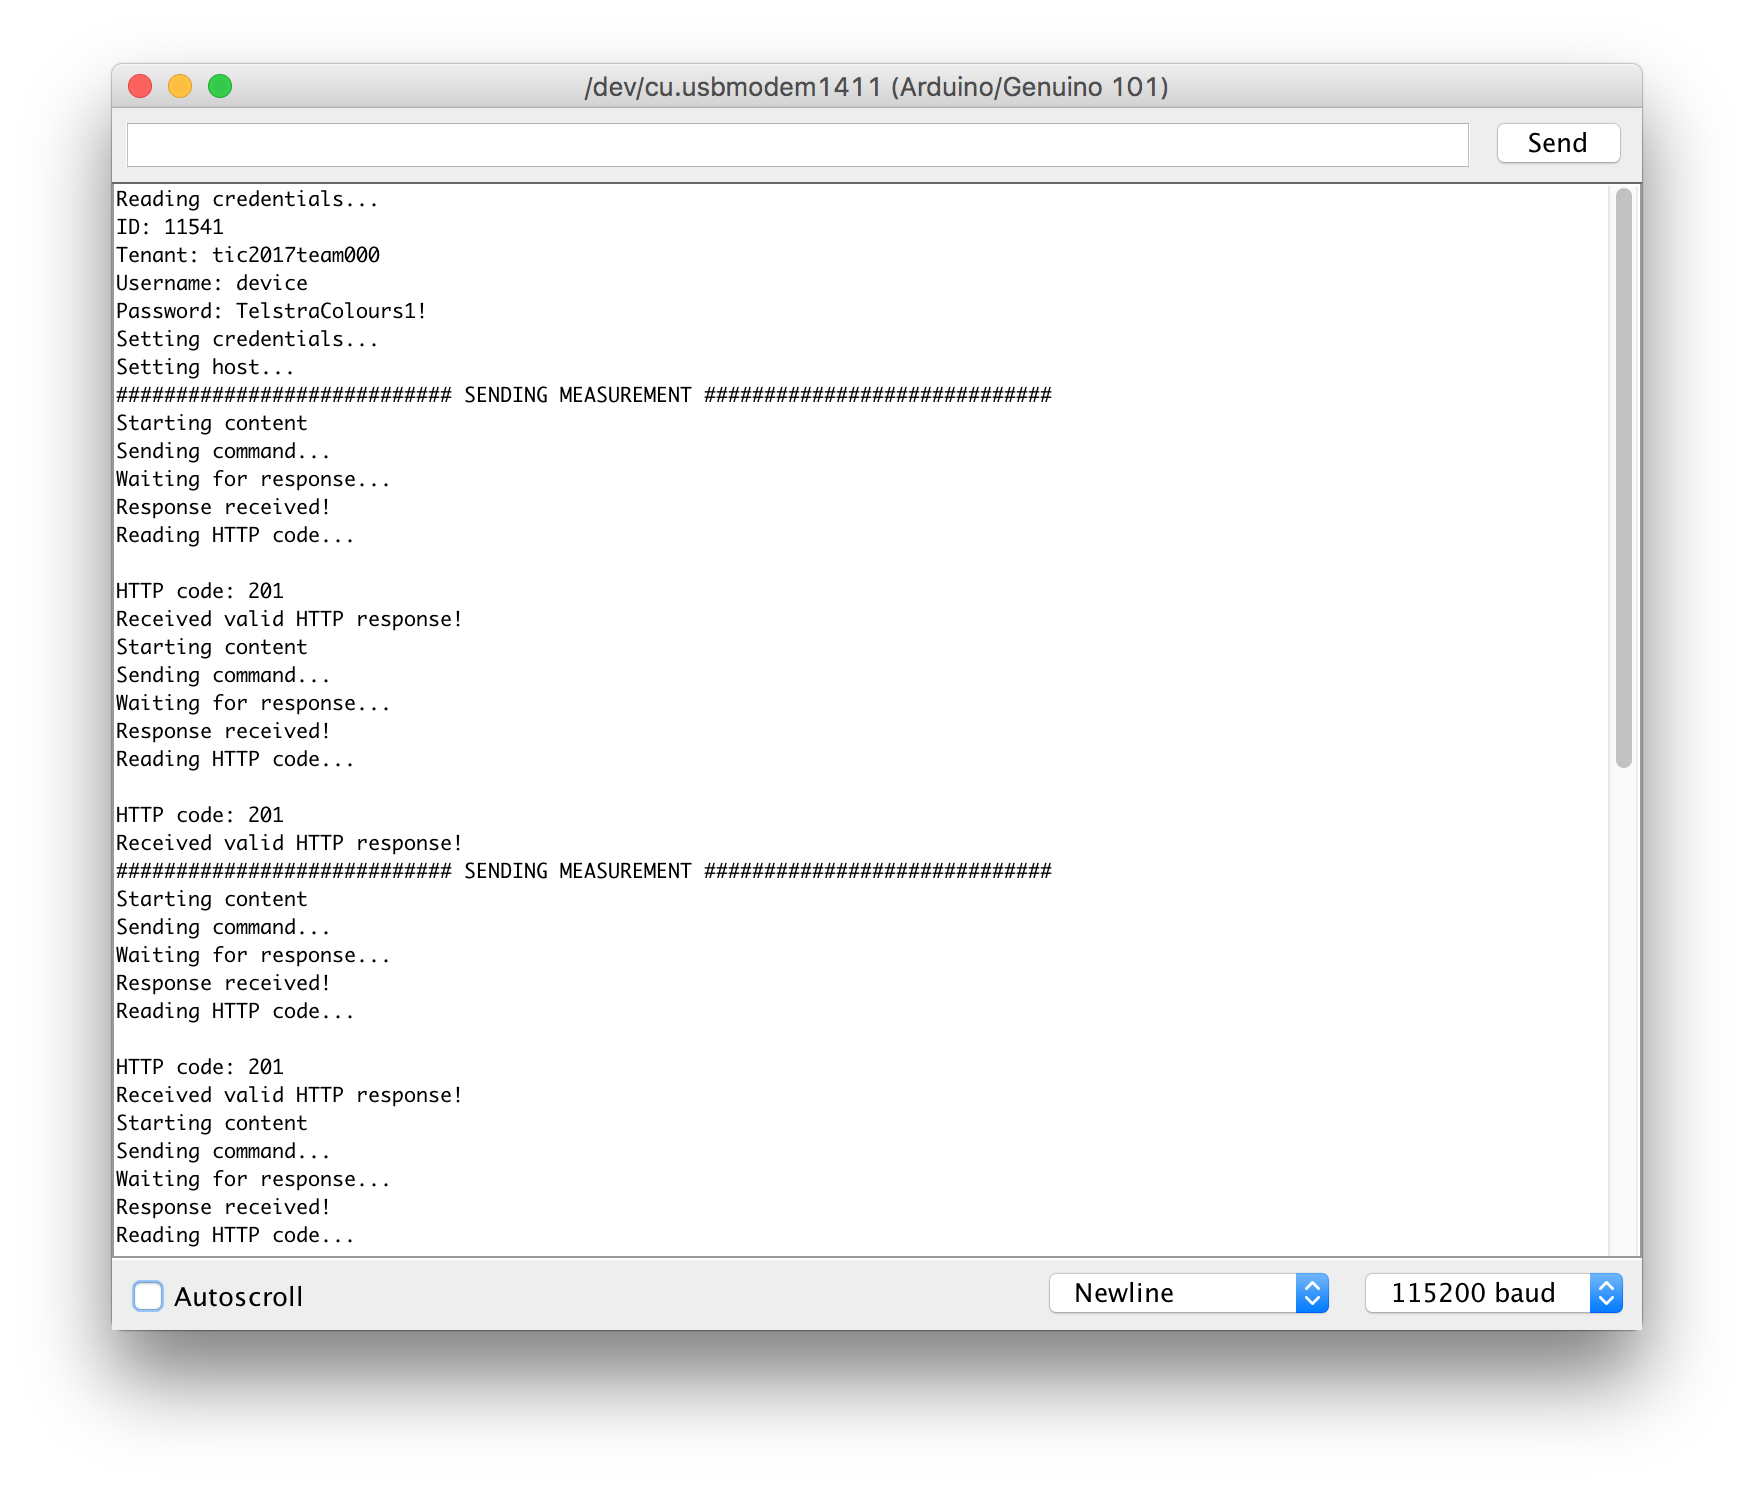 /dev/cu.usbmodem1411 (Arduino/Genuino 101)
Send
Reading credentials...
ID: 11541
Tenant: tic2017team000
Username: device
Password: TelstraColours1!
Setting credentials...
Setting host...
############################ SENDING MEASUREMENT #############################
Starting content
Sending command...
Waiting for response...
Response received!
Reading HTTP code...

HTTP code: 201
Received valid HTTP response!
Starting content
Sending command...
Waiting for response...
Response received!
Reading HTTP code...

HTTP code: 201
Received valid HTTP response!
############################ SENDING MEASUREMENT #############################
Starting content
Sending command...
Waiting for response...
Response received!
Reading HTTP code...

HTTP code: 201
Received valid HTTP response!
Starting content
Sending command...
Waiting for response...
Response received!
Reading HTTP code...
Autoscroll
Newline
115200 baud